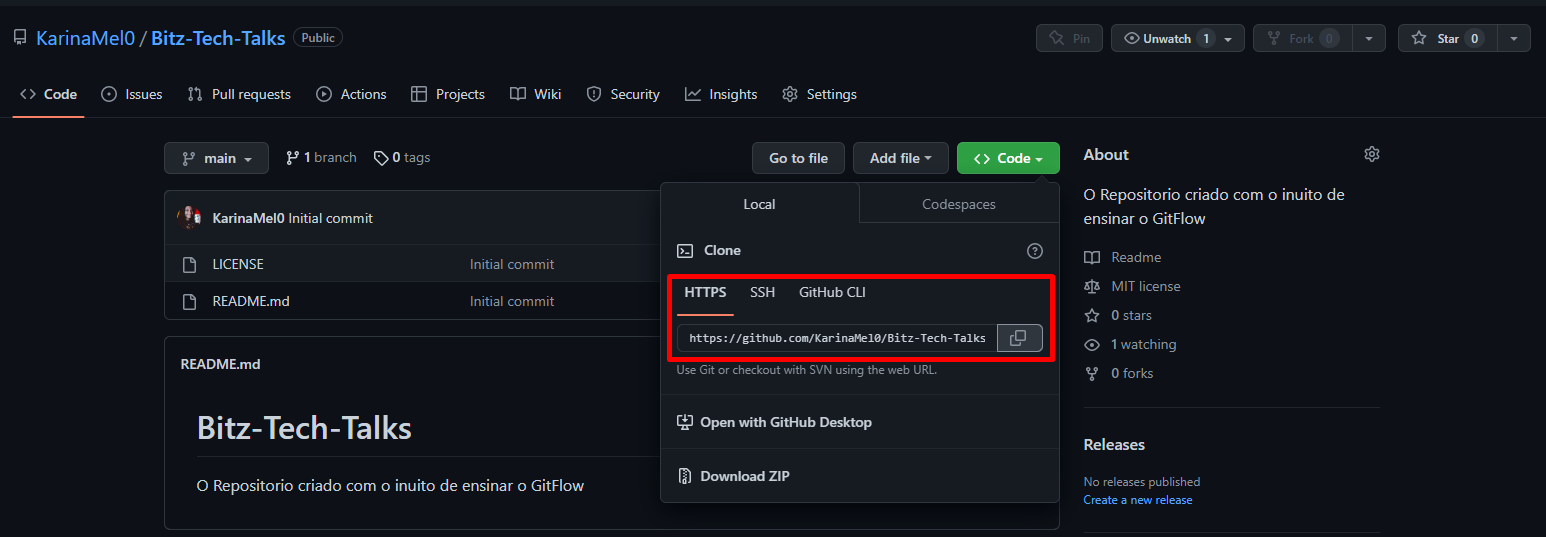 KarinaMel0 / Bitz-Tech-Talks Public
Pin Unwatch 1 Fork 0 Star 0
Code Issues Pull requests Actions Projects Wiki Security Insights Settings
main 1 branch 0 tags Go to file Add file Code
KarinaMel0 Initial commit
LICENSE Initial commit
README.md Initial commit
README.md
Bitz-Tech-Talks
O Repositorio criado com o inuito de ensinar o GitFlow
Local Codespaces
Clone
HTTPS SSH GitHub CLI
https://github.com/KarinaMel0/Bitz-Tech-Talks
Use Git or checkout with SVN using the web URL.
Open with GitHub Desktop
Download ZIP
About
O Repositorio criado com o inuito de
ensinar o GitFlow
Readme
MIT license
0 stars
1 watching
0 forks
Releases
No releases published
Create a new release